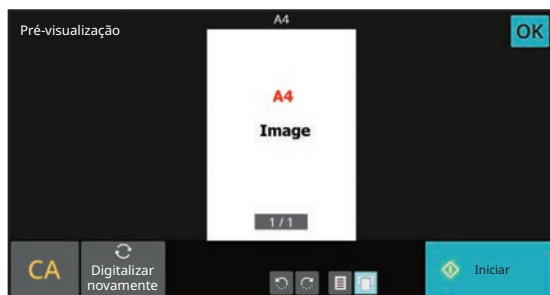 A4
Pré-visualização
OK
A4
Image
1 / 1
CA
Digitalizar
novamente
Iniciar